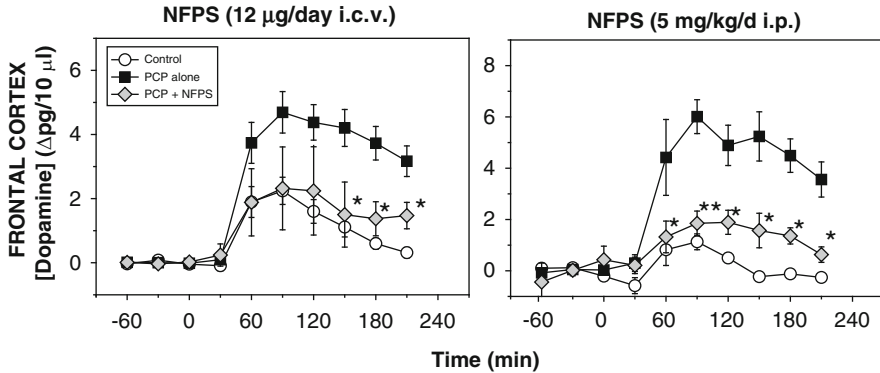 NFPS (12 μg/day i.c.v.)
NFPS (5 mg/kg/d i.p.)
FRONTAL CORTEX
[Dopamine] (Δpg/10 μl)
Control
PCP alone
PCP + NFPS
6
4
2
0
* * *
-60 0 60 120 180 240
8
6
4
2
0
* ** * * * *
-60 0 60 120 180 240
Time (min)